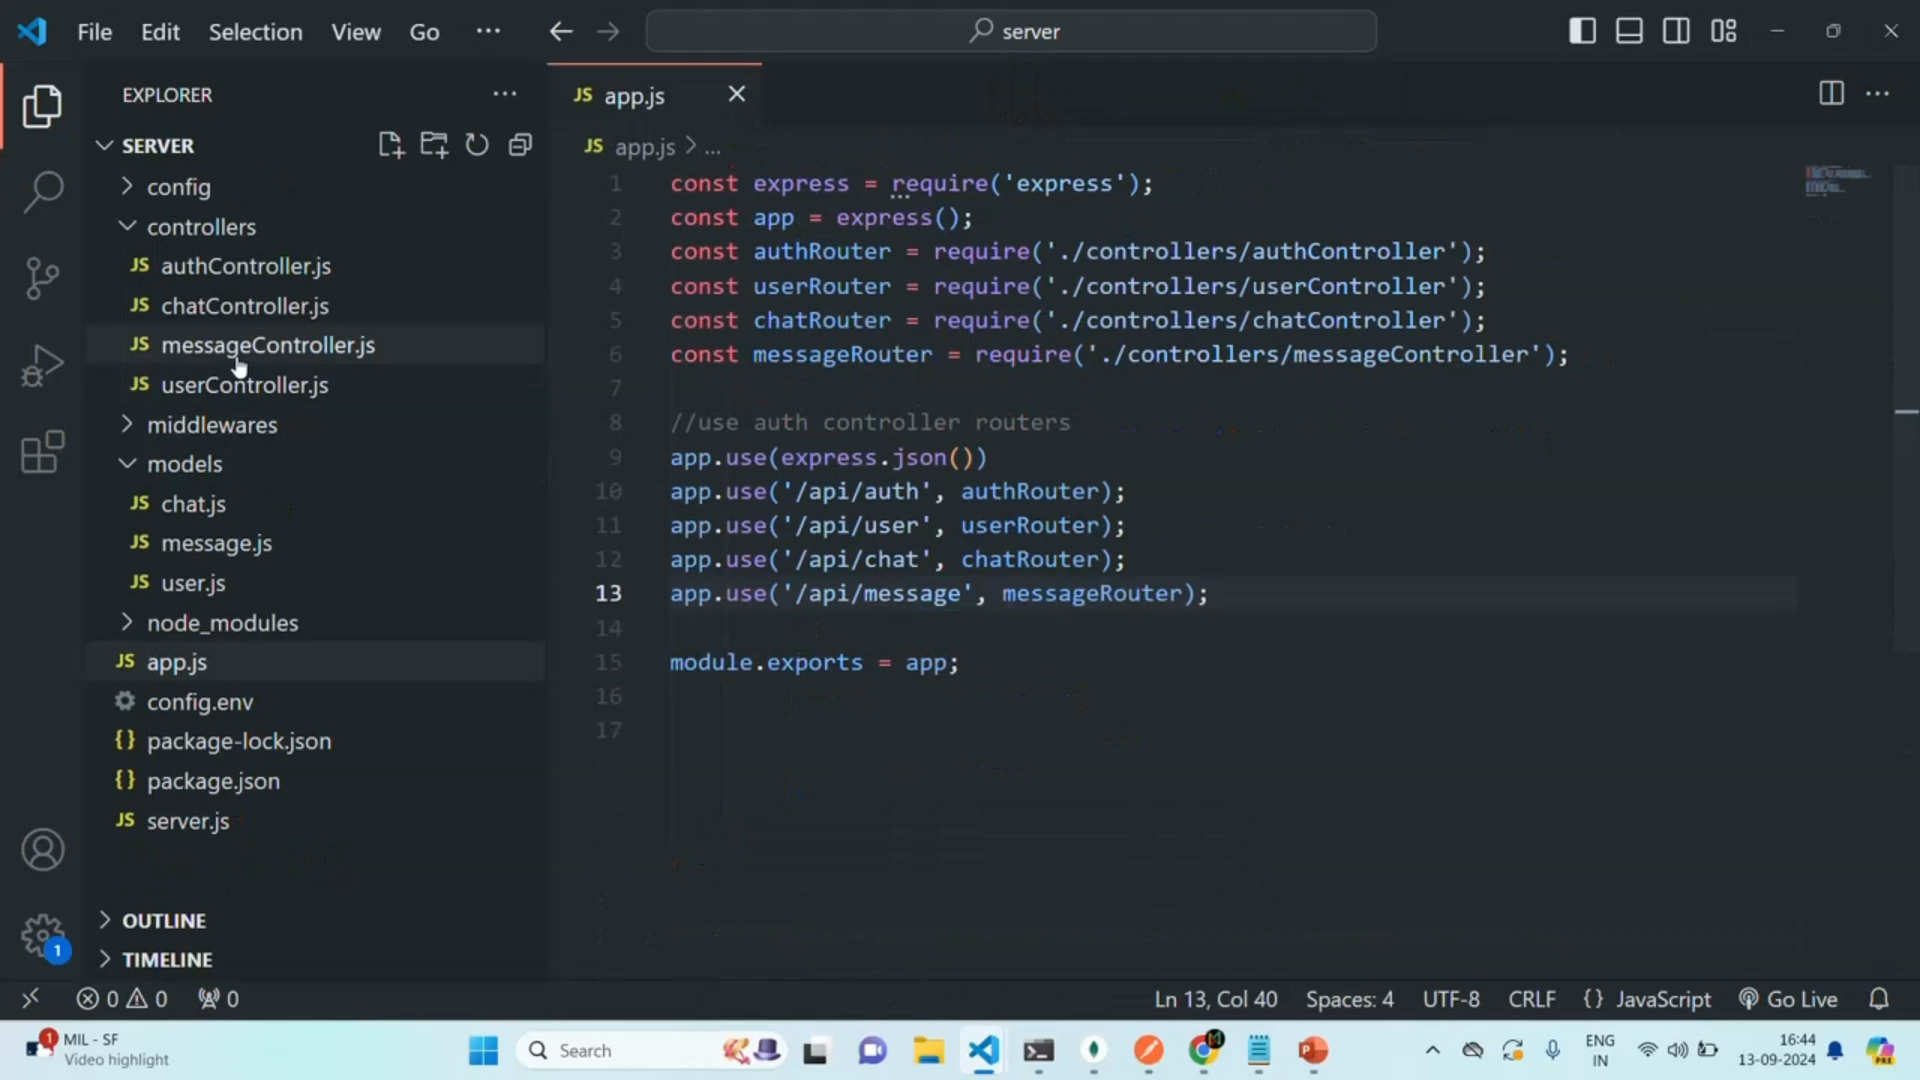 File Edit Selection View Go ··· server
EXPLORER ···
SERVER
config
controllers
JS authController.js
JS chatController.js
JS messageController.js
JS userController.js
middlewares
models
JS chat.js
JS message.js
JS user.js
node_modules
JS app.js
config.env
{} package-lock.json
{} package.json
JS server.js
OUTLINE
TIMELINE
JS app.js
JS app.js > ...
1 const express = require('express');
2 const app = express();
3 const authRouter = require('./controllers/authController');
4 const userRouter = require('./controllers/userController');
5 const chatRouter = require('./controllers/chatController');
6 const messageRouter = require('./controllers/messageController');
7
8 //use auth controller routers
9 app.use(express.json())
10 app.use('/api/auth', authRouter);
11 app.use('/api/user', userRouter);
12 app.use('/api/chat', chatRouter);
13 app.use('/api/message', messageRouter);
14
15 module.exports = app;
16
17
1
0 0 0 Ln 13, Col 40 Spaces: 4 UTF-8 CRLF {} JavaScript Go Live
1 MIL - SF
Video highlight
Search
ENG
IN
16:44
13-09-2024
PRE